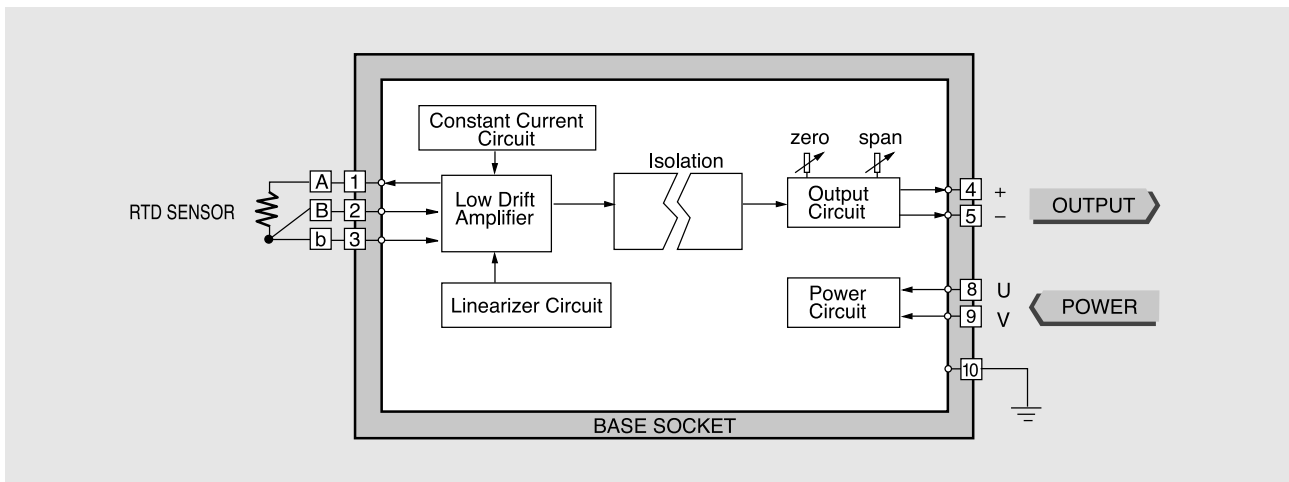 Constant Current
Circuit
zero span
Isolation
RTD SENSOR
A 1
B 2
b 3
Low Drift
Amplifier
Output
Circuit
4 +
5 −
OUTPUT
Linearizer Circuit
Power
Circuit
8 U
9 V
POWER
10
BASE SOCKET